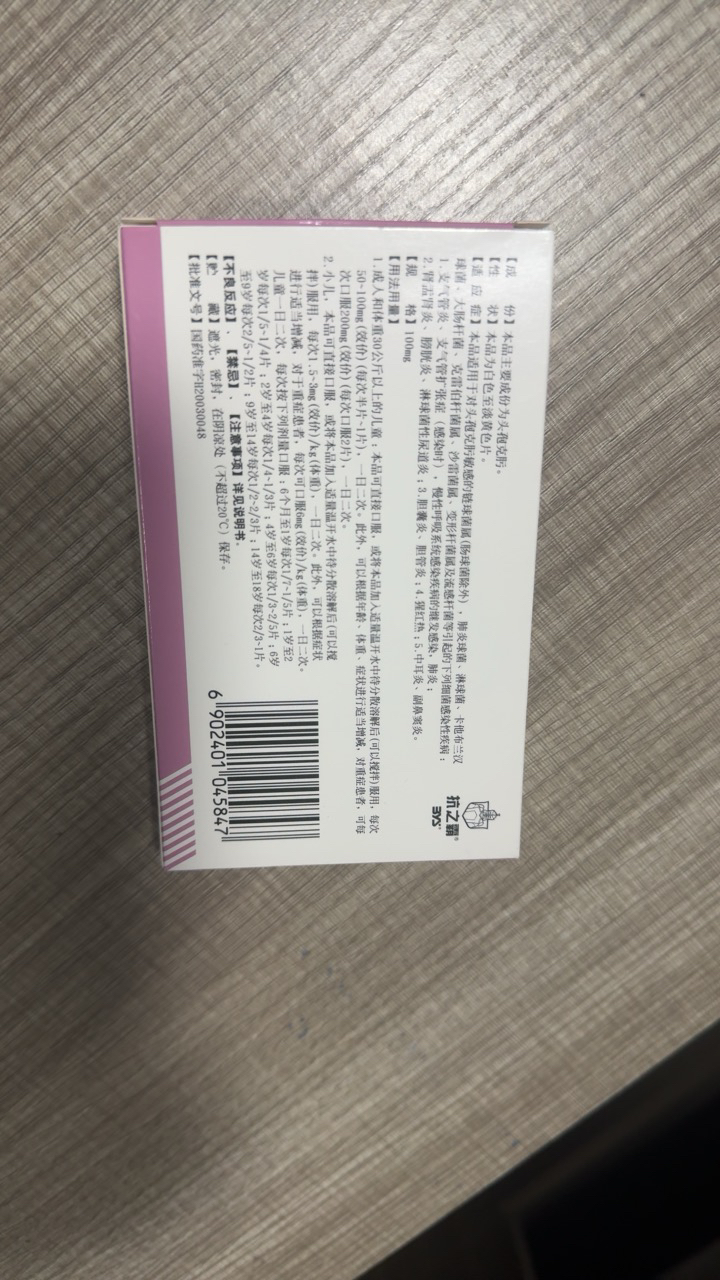 【成　　份】本品主要成份为头孢克肟。
【性　　状】本品为白色至淡黄色片。
【适 应 症】本品适用于对头孢克肟敏感的链球菌属(肠球菌除外)，肺炎球菌、淋球菌、卡他布兰汉
球菌、大肠杆菌、克雷伯杆菌属、沙雷菌属、变形杆菌属及流感杆菌等引起的下列细菌感染性疾病：
1.支气管炎、支气管扩张症（感染时），慢性呼吸系统感染疾病的继发感染，肺炎；
2.肾盂肾炎、膀胱炎、淋球菌性尿道炎；3.胆囊炎、胆管炎；4.猩红热；5.中耳炎、副鼻窦炎。
【规　　格】100mg
【用法用量】
1.成人和体重30公斤以上的儿童：本品可直接口服，或将本品加入适量温开水中待分散溶解后(可以搅拌)服用，每次
50~100mg(效价)(每次半片~1片)，一日二次。此外，可以根据年龄、体重、症状进行适当增减，对重症患者，可每
次口服200mg(效价)(每次口服2片)，一日二次。
2.小儿，本品可直接口服，或将本品加入适量温开水中待分散溶解后(可以搅
拌)服用，每次1.5~3mg(效价)/kg(体重)，一日二次。此外，可以根据症状
进行适当增减，对于重症患者，每次可口服6mg(效价)/kg(体重)，一日二次。
儿童一日二次，每次按下列剂量口服：6个月至1岁每次1/7~1/5片；1岁至2
岁每次1/5~1/4片；2岁至4岁每次1/4~1/3片；4岁至6岁每次1/3~2/5片；6岁
至9岁每次2/5~1/2片；9岁至14岁每次1/2~2/3片；14岁至18岁每次2/3~1片。
【不良反应】、【禁忌】、【注意事项】详见说明书。
【贮　　藏】遮光，密封，在阴凉处（不超过20℃）保存。
【批准文号】国药准字H20030048
抗之霸®
BYS
6 902401 045847